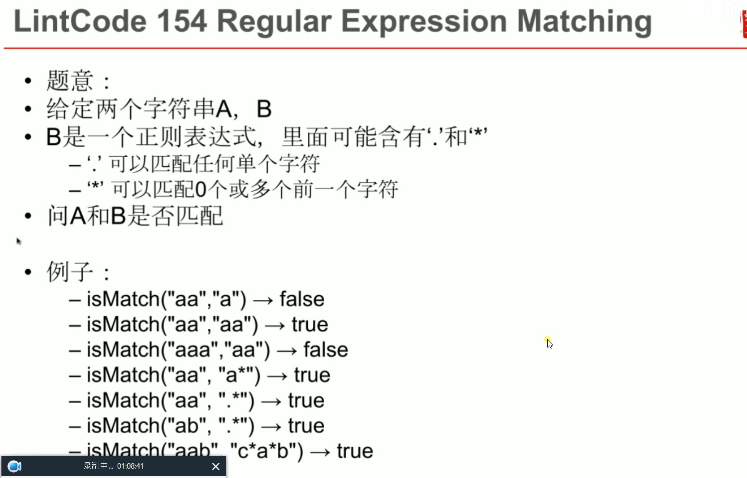 LintCode 154 Regular Expression Matching
• 题意：
• 给定两个字符串A，B
• B是一个正则表达式，里面可能含有‘.’和‘*’
– ‘.’ 可以匹配任何单个字符
– ‘*’ 可以匹配0个或多个前一个字符
• 问A和B是否匹配
• 例子：
– isMatch("aa","a") → false
– isMatch("aa","aa") → true
– isMatch("aaa","aa") → false
– isMatch("aa", "a*") → true
– isMatch("aa", ".*") → true
– isMatch("ab", ".*") → true
– isMatch("aab", "c*a*b") → true
01:08:41